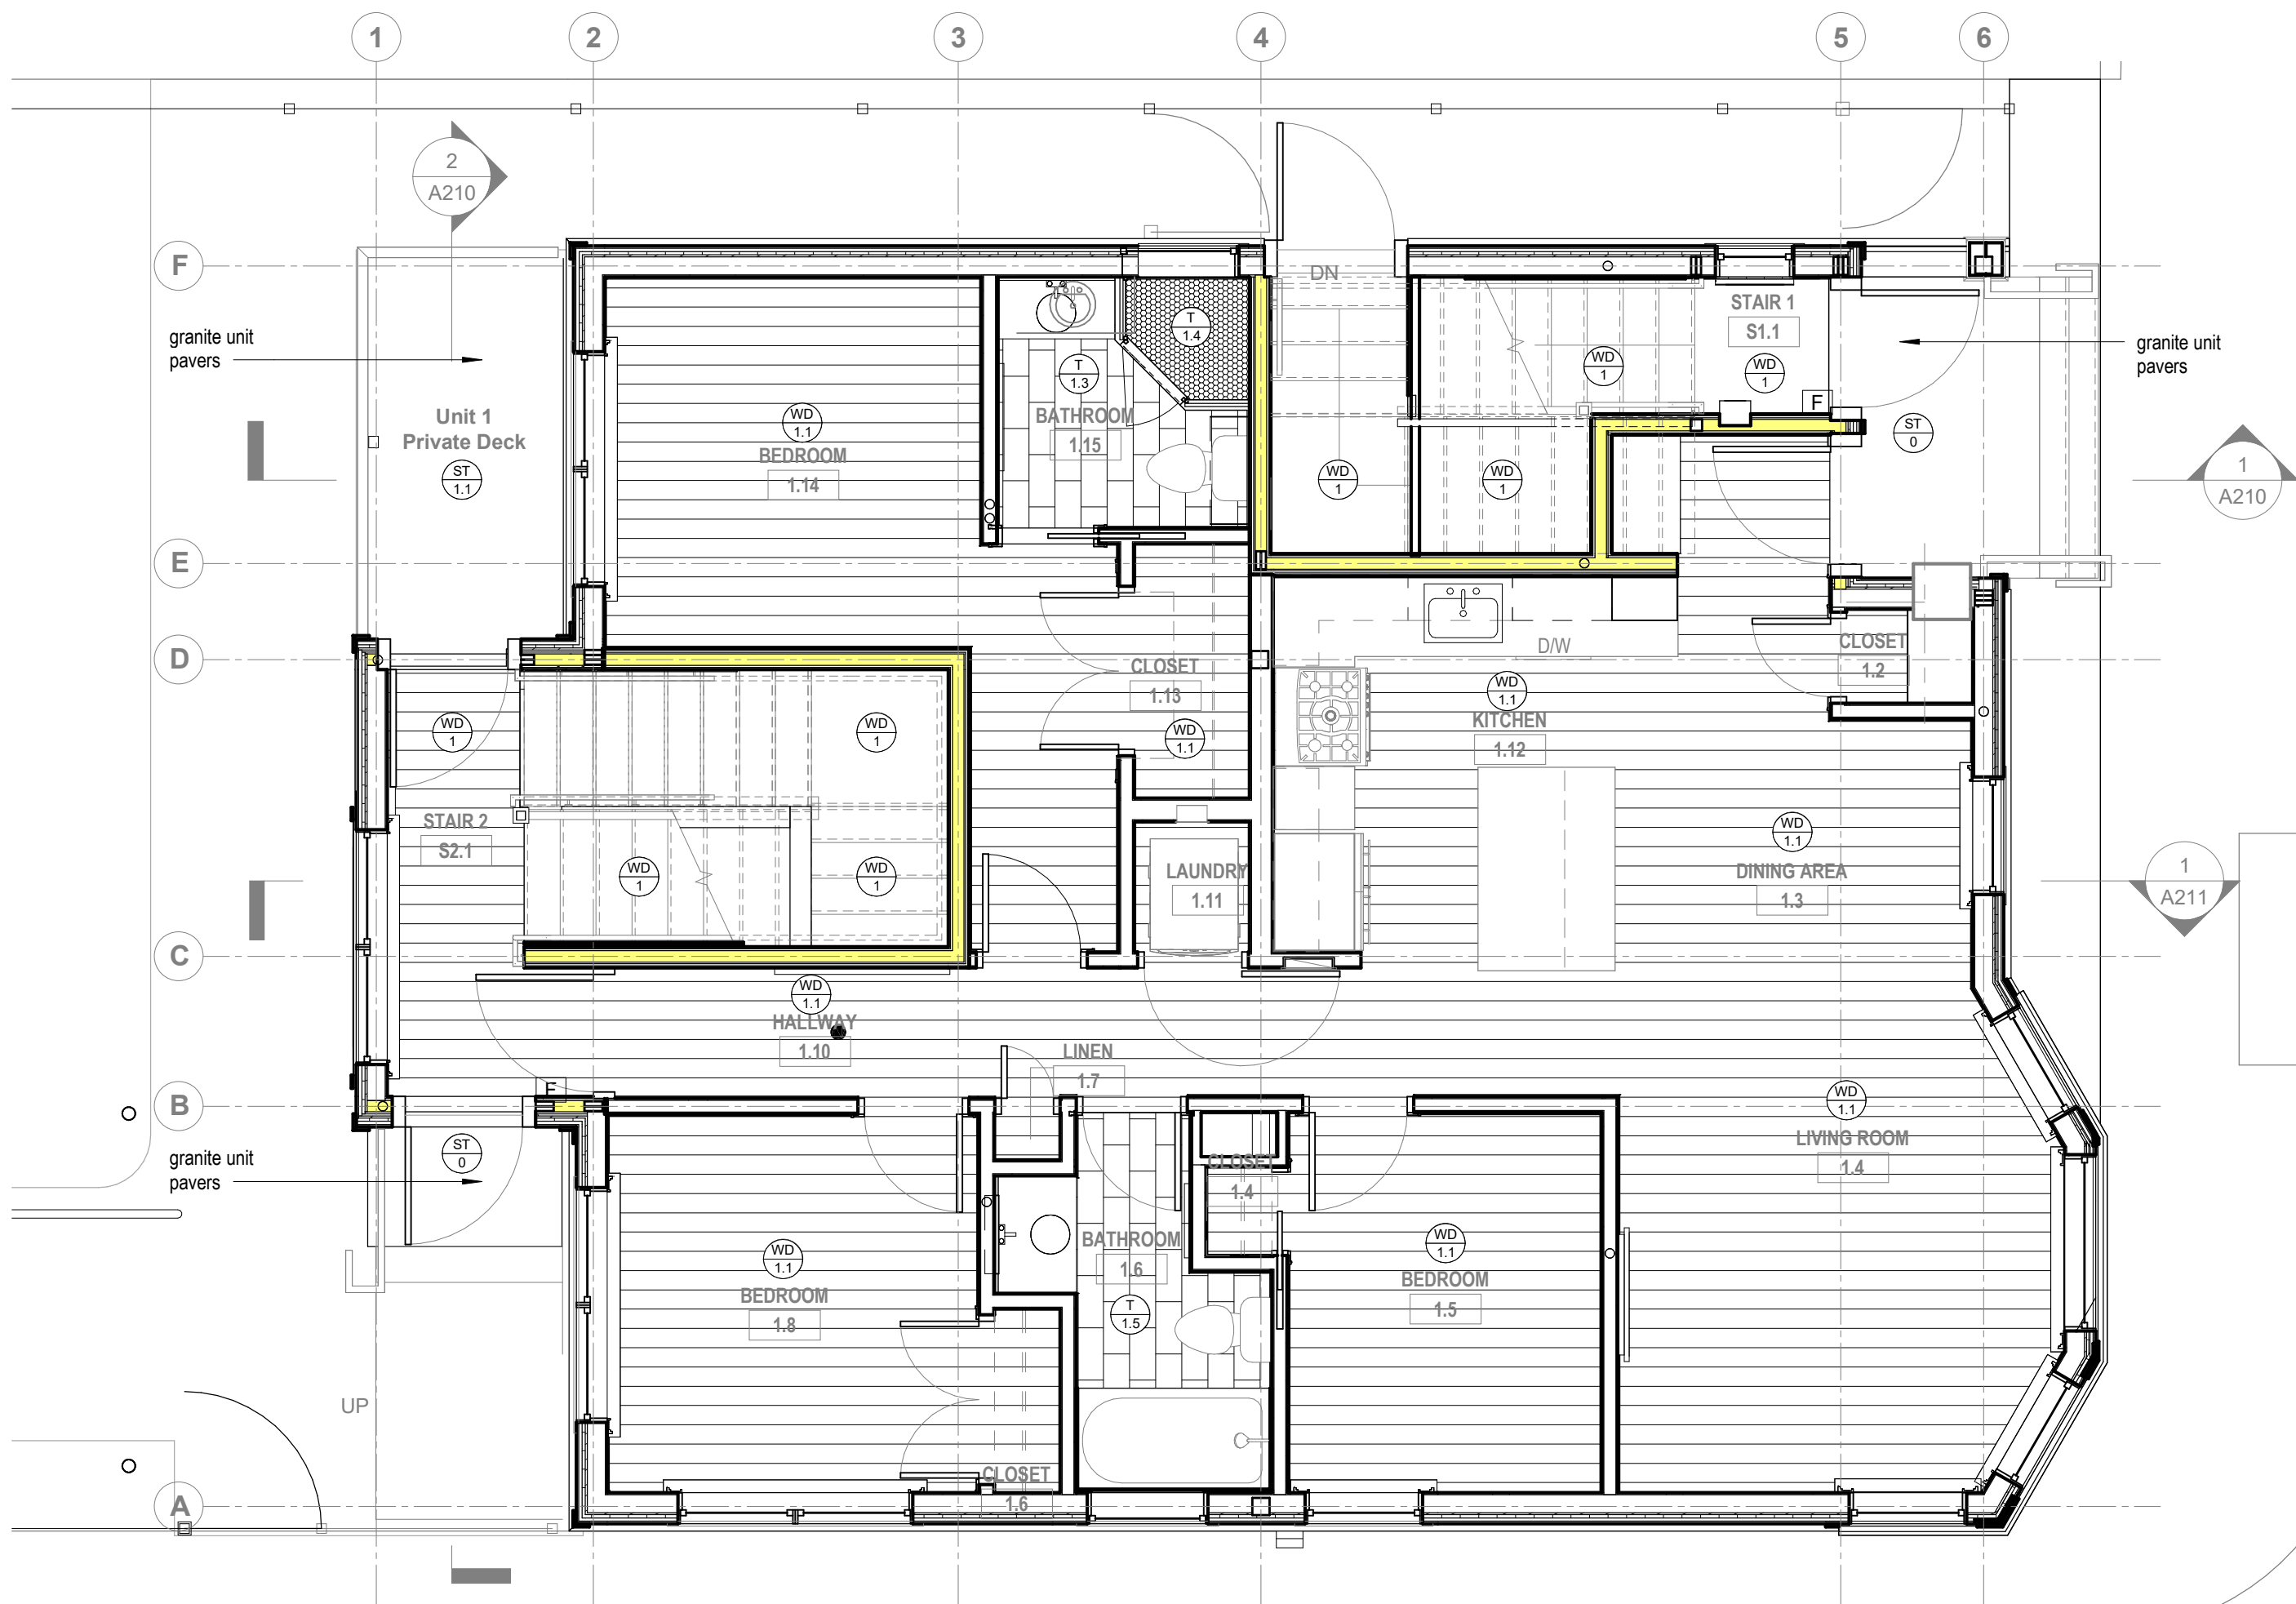 1 2 3 4 5 6
2
A210
F
DN
STAIR 1
S1.1
granite unit
pavers
granite unit
pavers
T
1.4
T
1.3
WD
1
WD
1
F
Unit 1
Private Deck
ST
1.1
WD
1.1
BEDROOM
1.14
BATHROOM
1.15
WD
1
WD
1
ST
0
1
A210
E
D
D/W
CLOSET
1.2
CLOSET
1.13
WD
1.1
WD
1.1
KITCHEN
1.12
WD
1
WD
1
STAIR 2
S2.1
WD
1
WD
1
LAUNDRY
1.11
WD
1.1
DINING AREA
1.3
1
A211
C
WD
1.1
HALLWAY
1.10
LINEN
1.7
B
F
WD
1.1
LIVING ROOM
1.4
granite unit
pavers
ST
0
CLOSET
1.4
WD
1.1
BEDROOM
1.8
BATHROOM
1.6
T
1.5
WD
1.1
BEDROOM
1.5
UP
CLOSET
1.6
A